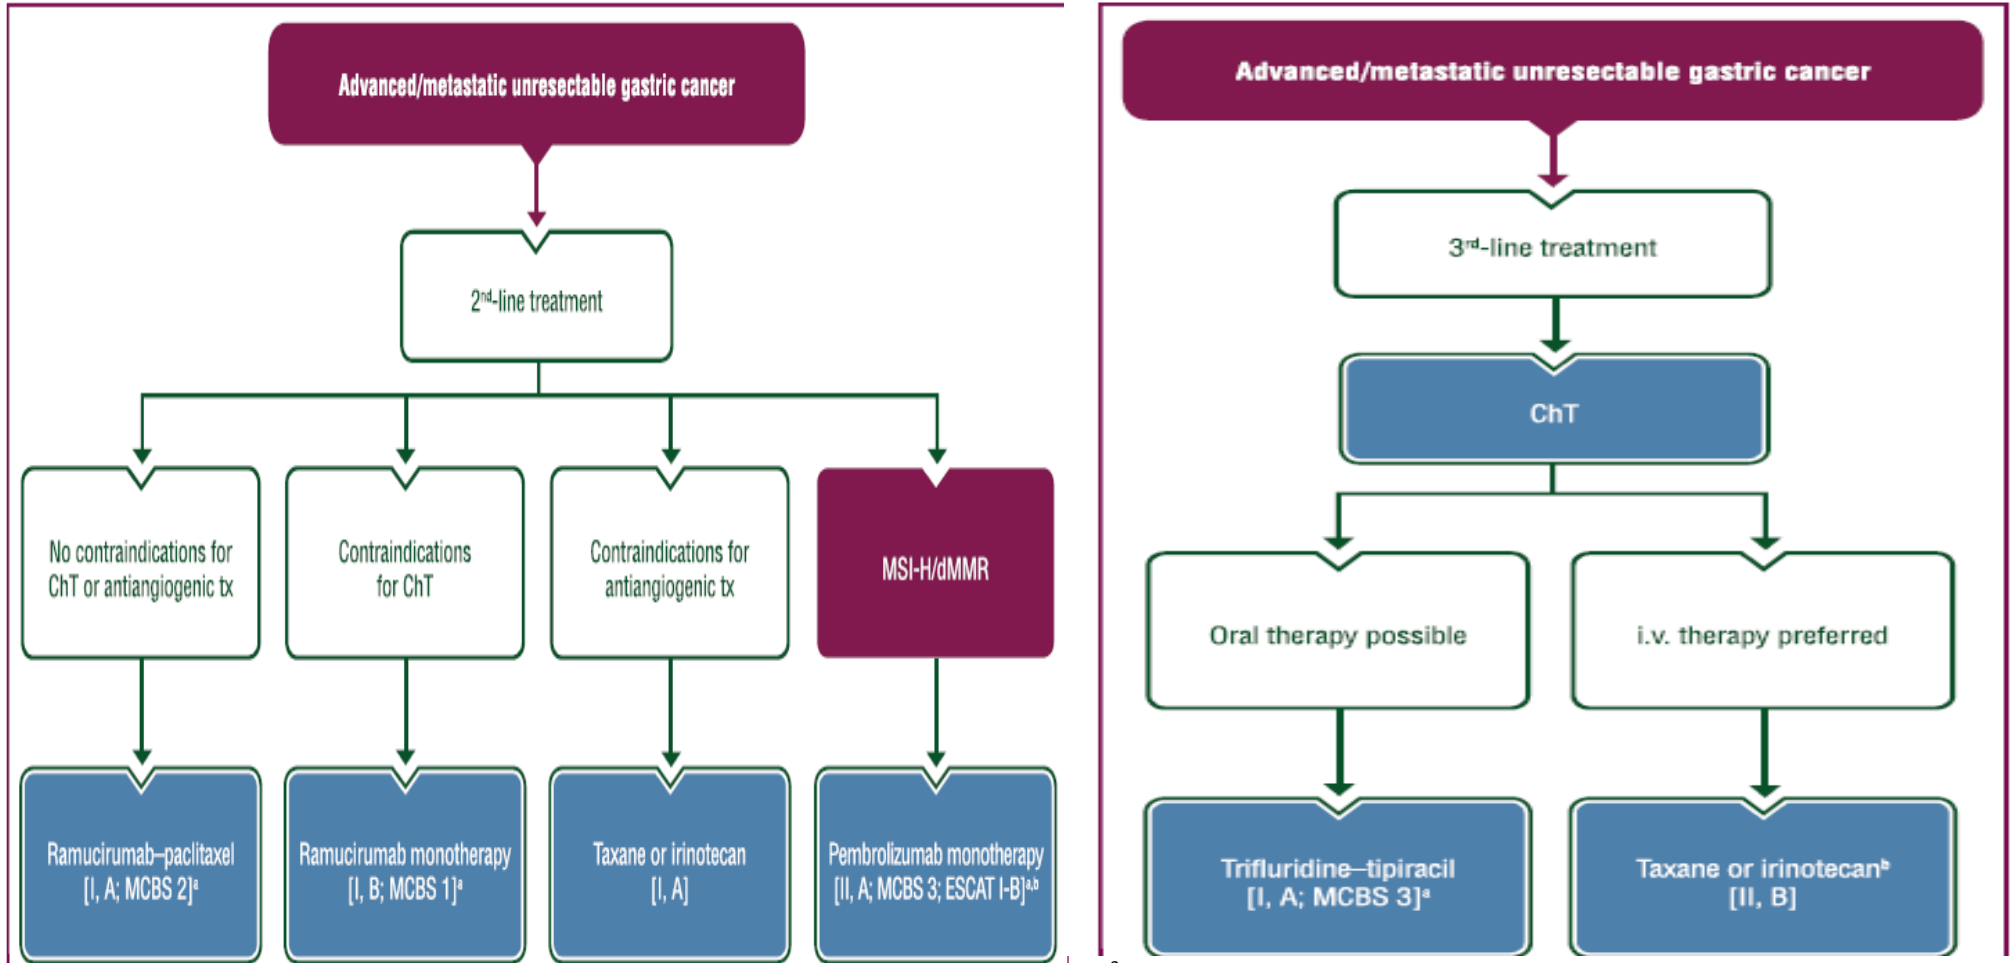 Advanced/metastatic unresectable gastric cancer
2nd-line treatment
No contraindications for
ChT or antiangiogenic tx
Contraindications
for ChT
Contraindications for
antiangiogenic tx
MSI-H/dMMR
Ramucirumab–paclitaxel
[I, A; MCBS 2]a
Ramucirumab monotherapy
[I, B; MCBS 1]a
Taxane or irinotecan
[I, A]
Pembrolizumab monotherapy
[II, A; MCBS 3; ESCAT I-B]a,b
Advanced/metastatic unresectable gastric cancer
3rd-line treatment
ChT
Oral therapy possible
i.v. therapy preferred
Trifluridine–tipiracil
[I, A; MCBS 3]a
Taxane or irinotecanb
[II, B]